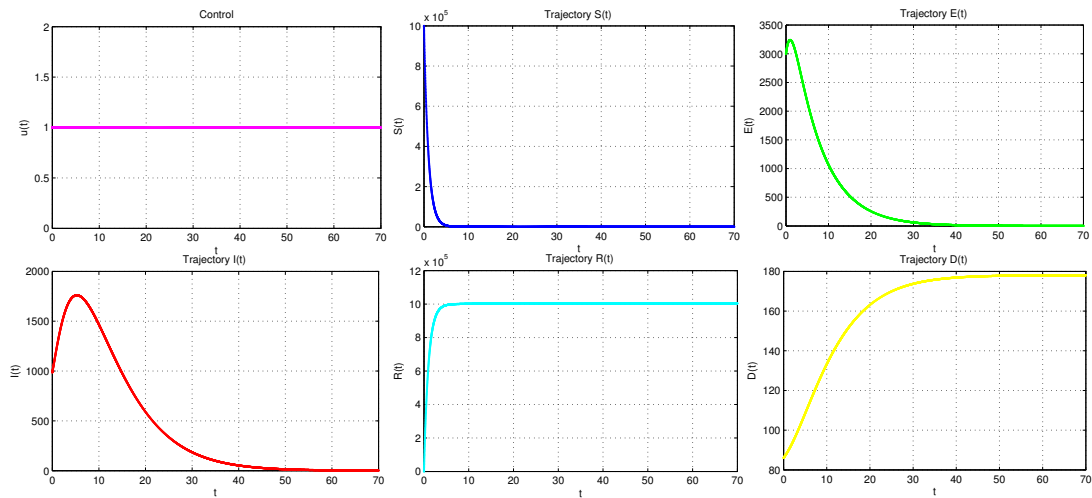 Control
2
1.5
1
0.5
0
0 10 20 30 40 50 60 70
u(t)
t
Trajectory S(t)
x 10^5
10
8
6
4
2
0
0 10 20 30 40 50 60 70
S(t)
t
Trajectory E(t)
3500
3000
2500
2000
1500
1000
500
0
0 10 20 30 40 50 60 70
E(t)
t
Trajectory I(t)
2000
1500
1000
500
0
0 10 20 30 40 50 60 70
I(t)
t
Trajectory R(t)
x 10^5
12
10
8
6
4
2
0
0 10 20 30 40 50 60 70
R(t)
t
Trajectory D(t)
180
160
140
120
100
80
0 10 20 30 40 50 60 70
D(t)
t